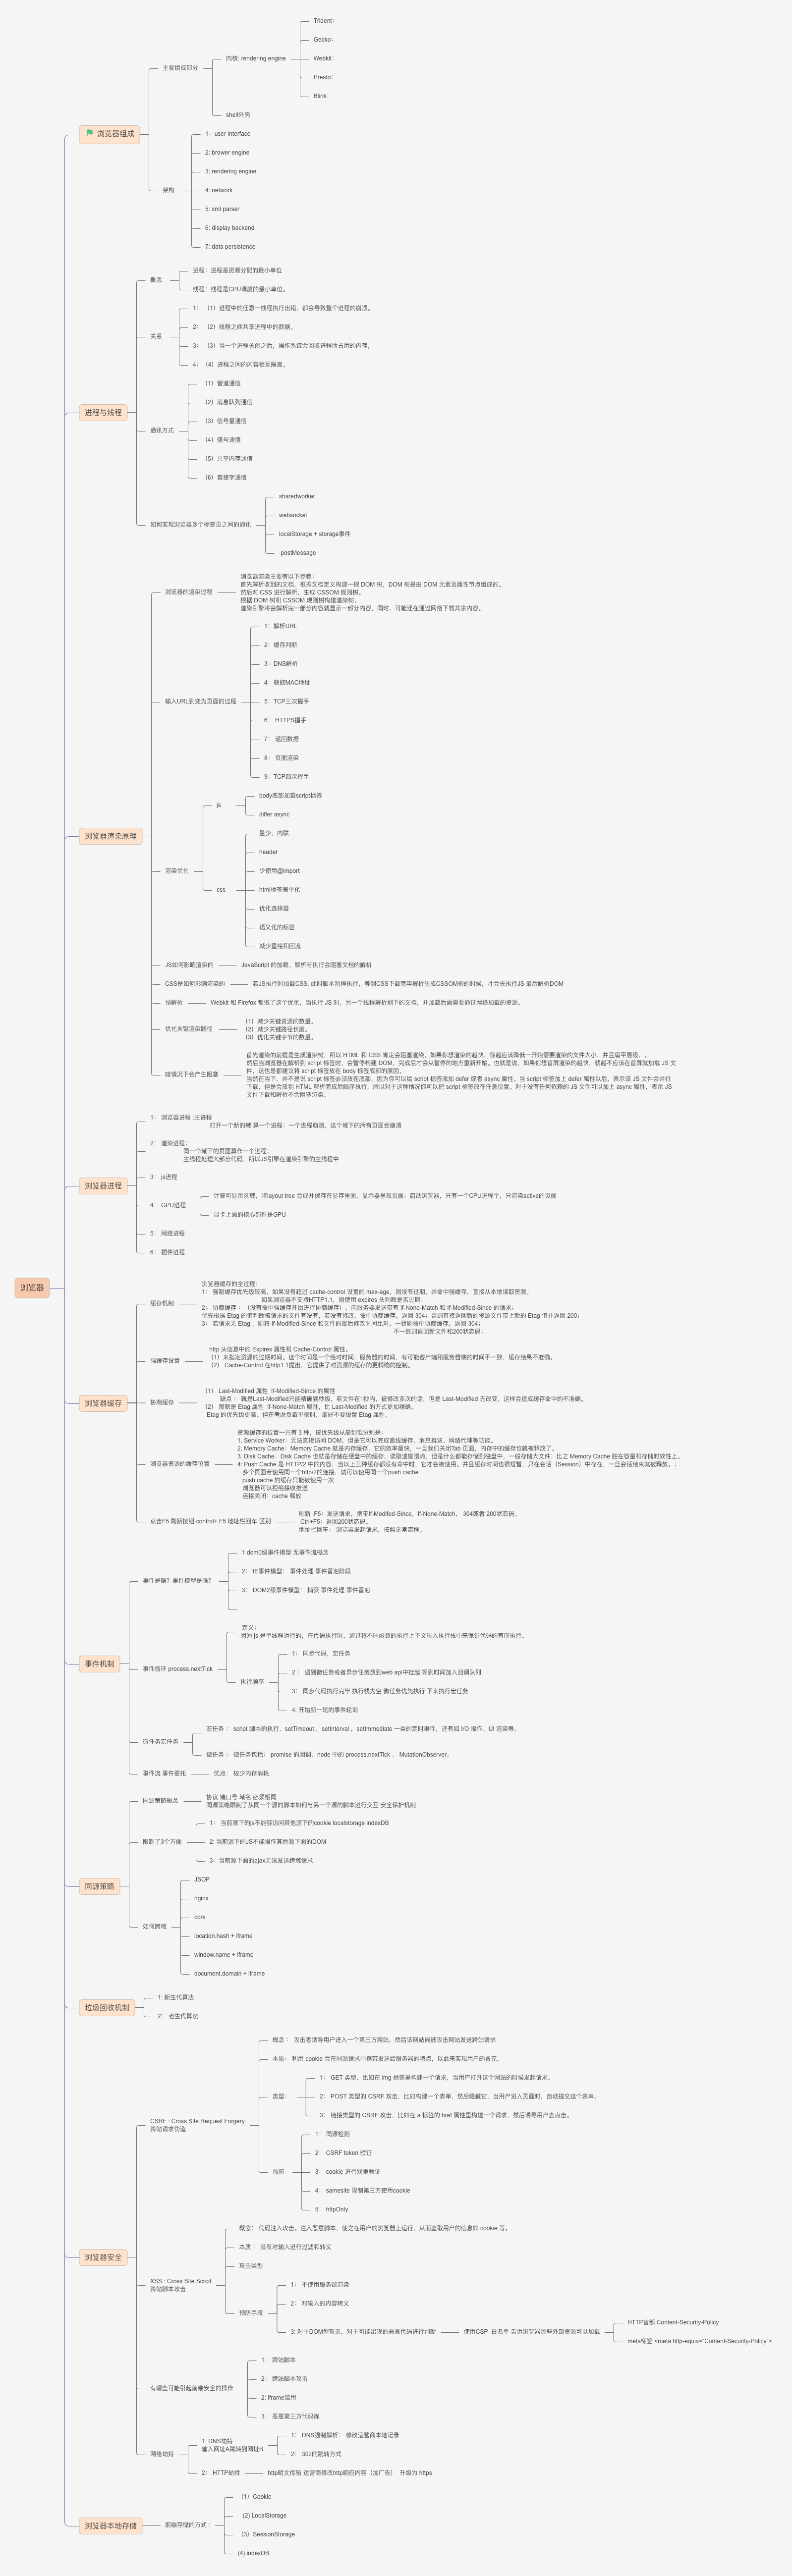 浏览器
浏览器组成
主要组成部分
内核: rendering engine
Trident：
Gecko：
Webkit：
Presto：
Blink：
shell外壳
架构
1： user interface
2: brower engine
3: rendering engine
4: network
5: xml parser
6: display backend
7: data persistence
进程与线程
概念
进程：进程是资源分配的最小单位
线程：线程是CPU调度的最小单位。
关系
1： （1）进程中的任意一线程执行出错，都会导致整个进程的崩溃。
2： （2）线程之间共享进程中的数据。
3： （3）当一个进程关闭之后，操作系统会回收进程所占用的内存，
4：（4）进程之间的内容相互隔离。
通讯方式
（1）管道通信
（2）消息队列通信
（3）信号量通信
（4）信号通信
（5）共享内存通信
（6）套接字通信
如何实现浏览器多个标签页之间的通讯
sharedworker
websocket
localStorage + storage事件
postMessage
浏览器渲染原理
浏览器的渲染过程
浏览器渲染主要有以下步骤：
首先解析收到的文档，根据文档定义构建一棵 DOM 树，DOM 树是由 DOM 元素及属性节点组成的。
然后对 CSS 进行解析，生成 CSSOM 规则树。
根据 DOM 树和 CSSOM 规则树构建渲染树。
渲染引擎将会解析完一部分内容就显示一部分内容，同时，可能还在通过网络下载其余内容。
输入URL到变为页面的过程
1：解析URL
2：缓存判断
3：DNS解析
4：获取MAC地址
5：TCP三次握手
6： HTTPS握手
7： 返回数据
8： 页面渲染
9：TCP四次挥手
渲染优化
js
body底部加载script标签
differ async
css
量少，内联
header
少使用@import
html标签扁平化
优化选择器
语义化的标签
减少重绘和回流
JS如何影响渲染的
JavaScript 的加载、解析与执行会阻塞文档的解析
CSS是如何影响渲染的
若JS执行时加载CSS, 此时脚本暂停执行，等到CSS下载完毕解析生成CSSOM树的时候，才会去执行JS 最后解析DOM
预解析
Webkit 和 Firefox 都做了这个优化，当执行 JS 时，另一个线程解析剩下的文档，并加载后面需要通过网络加载的资源。
优化关键渲染路径
（1）减少关键资源的数量。
（2）减少关键路径长度。
（3）优化关键字节的数量。
啥情况下会产生阻塞
首先渲染的前提是生成渲染树，所以 HTML 和 CSS 肯定会阻塞渲染。如果你想渲染的越快，你越应该降低一开始需要渲染的文件大小，并且扁平层级，。
然后当浏览器在解析到 script 标签时，会暂停构建 DOM，完成后才会从暂停的地方重新开始。也就是说，如果你想首屏渲染的越快，就越不应该在首屏就加载 JS 文
件，这也是都建议将 script 标签放在 body 标签底部的原因。
当然在当下，并不是说 script 标签必须放在底部，因为你可以给 script 标签添加 defer 或者 async 属性。当 script 标签加上 defer 属性以后，表示该 JS 文件会并行
下载，但是会放到 HTML 解析完成后顺序执行，所以对于这种情况你可以把 script 标签放在任意位置。对于没有任何依赖的 JS 文件可以加上 async 属性，表示 JS
文件下载和解析不会阻塞渲染。
浏览器进程
1： 浏览器进程 :主进程
打开一个新的域 算一个进程：一个进程崩溃，这个域下的所有页面会崩溃
2： 渲染进程；
同一个域下的页面算作一个进程；
主线程处理大部分代码，所以JS引擎在渲染引擎的主线程中
3： js进程
4： GPU进程
计算可显示区域，将layout tree 合成并保存在显存里面，显示器呈现页面；启动浏览器，只有一个CPU进程个，只渲染active的页面
显卡上面的核心部件是GPU
5： 网络进程
6： 插件进程
浏览器缓存
缓存机制
浏览器缓存的全过程：
1： 强制缓存优先级较高，如果没有超过 cache-control 设置的 max-age，则没有过期，并命中强缓存，直接从本地读取资源。
如果浏览器不支持HTTP1.1，则使用 expires 头判断是否过期；
2： 协商缓存 ：（没有命中强缓存开始进行协商缓存），向服务器发送带有 If-None-Match 和 If-Modified-Since 的请求；
优先根据 Etag 的值判断被请求的文件有没有，若没有修改，命中协商缓存，返回 304；否则直接返回新的资源文件带上新的 Etag 值并返回 200；
3： 若请求无 Etag ，则将 If-Modified-Since 和文件的最后修改时间比对，一致则命中协商缓存，返回 304；
不一致则返回新文件和200状态码；
强缓存设置
http 头信息中的 Expires 属性和 Cache-Control 属性。
（1）来指定资源的过期时间。这个时间是一个绝对时间，服务器的时间，有可能客户端和服务器端的时间不一致，缓存结果不准确。
（2） Cache-Control 在http1.1提出，它提供了对资源的缓存的更精确的控制。
协商缓存
（1） Last-Modified 属性 If-Modified-Since 的属性
缺点 ： 就是Last-Modified只能精确到秒级，若文件在1秒内，被修改多次的话，但是 Last-Modified 无改变，这样会造成缓存命中的不准确。
（2） 那就是 Etag 属性 If-None-Match 属性，比 Last-Modified 的方式更加精确。
Etag 的优先级更高，但在考虑负载平衡时，最好不要设置 Etag 属性。
浏览器资源的缓存位置
资源缓存的位置一共有 3 种，按优先级从高到低分别是：
1. Service Worker：无法直接访问 DOM，但是它可以完成离线缓存、消息推送、网络代理等功能。
2. Memory Cache：Memory Cache 就是内存缓存，它的效率最快，一旦我们关闭Tab 页面，内存中的缓存也就被释放了。
3. Disk Cache：Disk Cache 也就是存储在硬盘中的缓存，读取速度慢点，但是什么都能存储到磁盘中，一般存储大文件；比之 Memory Cache 胜在容量和存储时效性上。
4: Push Cache 是 HTTP/2 中的内容，当以上三种缓存都没有命中时，它才会被使用。并且缓存时间也很短暂，只在会话（Session）中存在，一旦会话结束就被释放。；
多个页面若使用同一个http/2的连接，就可以使用同一个push cache
push cache 的缓存只能被使用一次
浏览器可以拒绝接收推送
连接关闭：cache 释放
点击F5 刷新按钮 control+ F5 地址栏回车 区别
刷新 F5：发送请求，携带If-Modifed-Since，If-None-Match， 304或者 200状态码。
Ctrl+F5：返回200状态码。
地址栏回车： 浏览器发起请求，按照正常流程。
事件机制
事件是啥？事件模型是啥？
1 dom0级事件模型 无事件流概念
2： IE事件模型： 事件处理 事件冒泡阶段
3： DOM2级事件模型： 捕获 事件处理 事件冒泡
事件循环 process.nextTick
定义：
因为 js 是单线程运行的，在代码执行时，通过将不同函数的执行上下文压入执行栈中来保证代码的有序执行。
执行顺序
1： 同步代码，宏任务
2 ：遇到微任务或者异步任务放到web api中挂起 等到时间加入回调队列
3： 同步代码执行完毕 执行栈为空 微任务优先执行 下来执行宏任务
4: 开始新一轮的事件轮询
微任务宏任务
宏任务 ： script 脚本的执行、setTimeout ，setInterval ，setImmediate 一类的定时事件，还有如 I/O 操作、UI 渲染等。
微任务 ： 微任务包括： promise 的回调、node 中的 process.nextTick 、 MutationObserver。
事件流 事件委托
优点： 较少内存消耗
同源策略
同源策略概念
协议 端口号 域名 必须相同
同源策略限制了从同一个源的脚本如何与另一个源的脚本进行交互 安全保护机制
限制了3个方面
1： 当前源下的js不能够访问其他源下的cookie localstorage indexDB
2: 当前源下的JS不能操作其他源下面的DOM
3：当前源下面的ajax无法发送跨域请求
如何跨域
JSOP
nginx
cors
location.hash + iframe
window.name + iframe
document.domain + iframe
垃圾回收机制
1: 新生代算法
2： 老生代算法
浏览器安全
CSRF : Cross Site Request Forgery
跨站请求伪造
概念 ： 攻击者诱导用户进入一个第三方网站，然后该网站向被攻击网站发送跨站请求
本质： 利用 cookie 会在同源请求中携带发送给服务器的特点，以此来实现用户的冒充。
类型：
1： GET 类型，比如在 img 标签里构建一个请求，当用户打开这个网站的时候发起请求。
2： POST 类型的 CSRF 攻击，比如构建一个表单，然后隐藏它，当用户进入页面时，自动提交这个表单。
3： 链接类型的 CSRF 攻击，比如在 a 标签的 href 属性里构建一个请求，然后诱导用户去点击。
预防
1： 同源检测
2： CSRF token 验证
3： cookie 进行双重验证
4： samesite 限制第三方使用cookie
5： httpOnly
XSS : Cross Site Script
跨站脚本攻击
概念： 代码注入攻击。注入恶意脚本，使之在用户的浏览器上运行，从而盗取用户的信息如 cookie 等。
本质 ：没有对输入进行过滤和转义
攻击类型
预防手段
1： 不使用服务端渲染
2： 对输入的内容转义
3: 对于DOM型攻击，对于可能出现的恶意代码进行判断
使用CSP 白名单 告诉浏览器哪些外部资源可以加载
HTTP首部 Content-Security-Policy
meta标签 <meta http-equiv="Content-Security-Policy">
有哪些可能引起前端安全的操作
1： 跨站脚本
2： 跨站脚本攻击
2: iframe滥用
3： 恶意第三方代码库
网络劫持
1: DNS劫持
输入网址A跳转到网址B
1： DNS强制解析： 修改运营商本地记录
2： 302的跳转方式
2： HTTP劫持
http明文传输 运营商修改http响应内容（加广告） 升级为 https
浏览器本地存储
前端存储的方式 ：
（1）Cookie
(2) LocalStorage
（3）SessionStorage
(4) indexDB